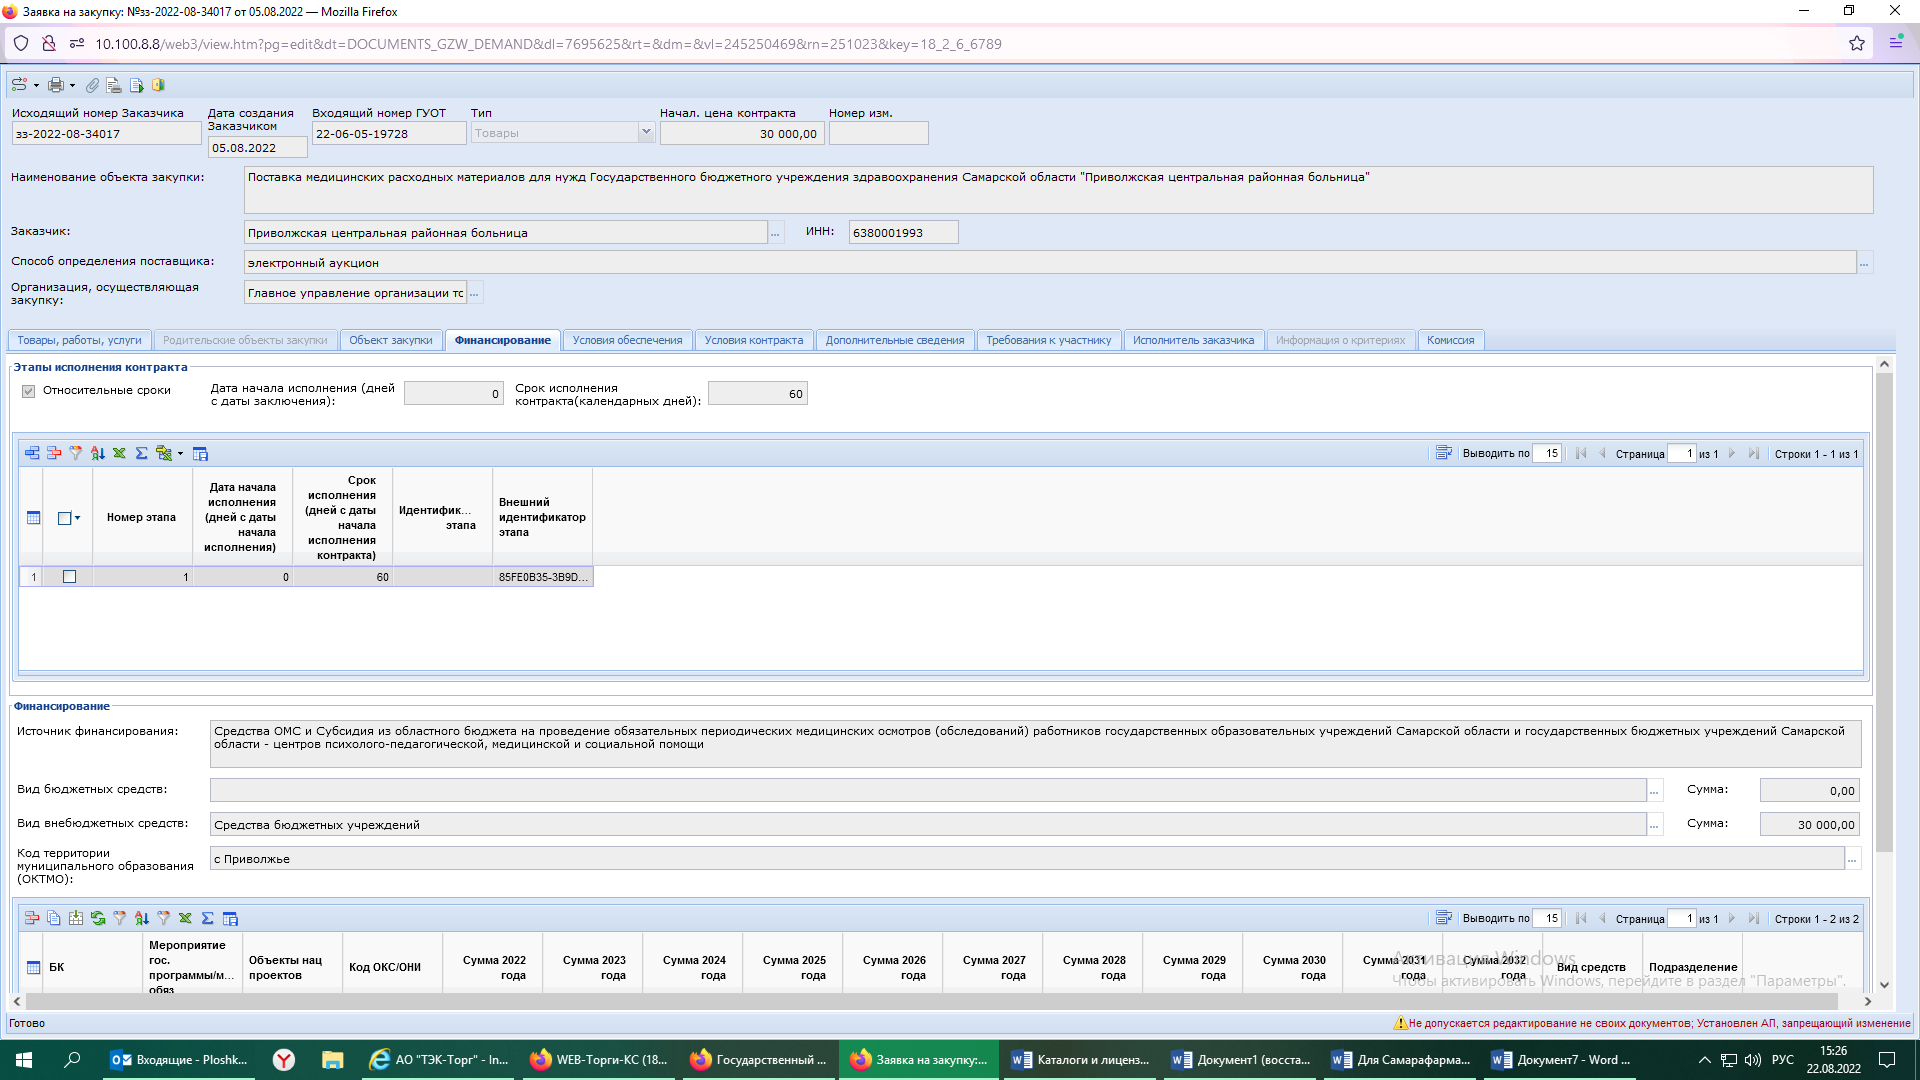 Заявка на закупку: №зз-2022-08-34017 от 05.08.2022 — Mozilla Firefox
10.100.8.8/web3/view.htm?pg=edit&dt=DOCUMENTS_GZW_DEMAND&dl=7695625&rt=&dm=&vl=245250469&rn=251023&key=18_2_6_6789
Исходящий номер Заказчика
Дата создания
Заказчиком
Входящий номер ГУОТ
Тип
Начал. цена контракта
Номер изм.
зз-2022-08-34017
05.08.2022
22-06-05-19728
Товары
30 000,00
Наименование объекта закупки:
Поставка медицинских расходных материалов для нужд Государственного бюджетного учреждения здравоохранения Самарской области "Приволжская центральная районная больница"
Заказчик:
Приволжская центральная районная больница
...
ИНН:
6380001993
Способ определения поставщика:
электронный аукцион
...
Организация, осуществляющая
закупку:
Главное управление организации тс
...
Товары, работы, услуги
Родительские объекты закупки
Объект закупки
Финансирование
Условия обеспечения
Условия контракта
Дополнительные сведения
Требования к участнику
Исполнитель заказчика
Информация о критериях
Комиссия
Этапы исполнения контракта
Относительные сроки
Дата начала исполнения (дней
с даты заключения):
0
Срок исполнения
контракта(календарных дней):
60
Выводить по 15
Страница 1 из 1
Строки 1 - 1 из 1
Номер этапа
Дата начала
исполнения
(дней с даты
начала
исполнения)
Срок
исполнения
(дней с даты
начала
исполнения
контракта)
Идентифик...
этапа
Внешний
идентификатор
этапа
1 1 0 60 85FE0B35-3B9D...
Финансирование
Источник финансирования:
Средства ОМС и Субсидия из областного бюджета на проведение обязательных периодических медицинских осмотров (обследований) работников государственных образовательных учреждений Самарской области и государственных бюджетных учреждений Самарской
области - центров психолого-педагогической, медицинской и социальной помощи
Вид бюджетных средств:
...
Сумма:
0,00
Вид внебюджетных средств:
Средства бюджетных учреждений
...
Сумма:
30 000,00
Код территории
муниципального образования
(ОКТМО):
с Приволжье
...
Выводить по 15
Страница 1 из 1
Строки 1 - 2 из 2
БК
Мероприятие
гос.
программы/м...
обяз
Объекты нац
проектов
Код ОКС/ОНИ
Сумма 2022
года
Сумма 2023
года
Сумма 2024
года
Сумма 2025
года
Сумма 2026
года
Сумма 2027
года
Сумма 2028
года
Сумма 2029
года
Сумма 2030
года
Сумма 2031
года
Сумма 2032
года
Вид средств
Подразделение
Активация Windows
Чтобы активировать Windows, перейдите в раздел "Параметры".
Готово
Не допускается редактирование не своих документов; Установлен АП, запрещающий изменение
Входящие - Ploshk...
АО "ТЭК-Торг" - In...
WEB-Торги-КС (18...
Государственный ...
Заявка на закупку:...
Каталоги и лиценз...
Документ1 (восста...
Для Самарафарма...
Документ7 - Word ...
РУС
15:26
22.08.2022